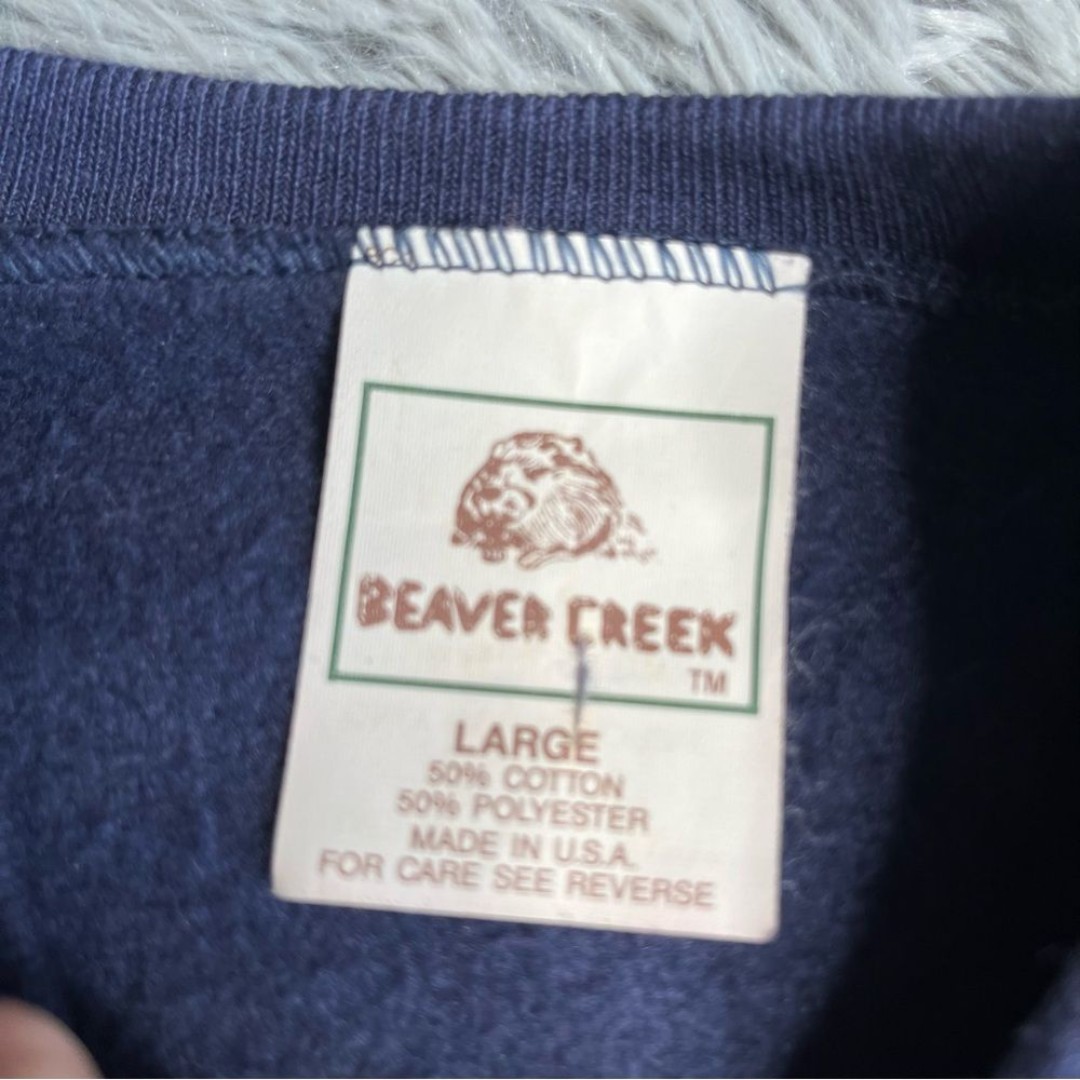 BEAVER CREEK
TM
LARGE
50% COTTON
50% POLYESTER
MADE IN U.S.A.
FOR CARE SEE REVERSE